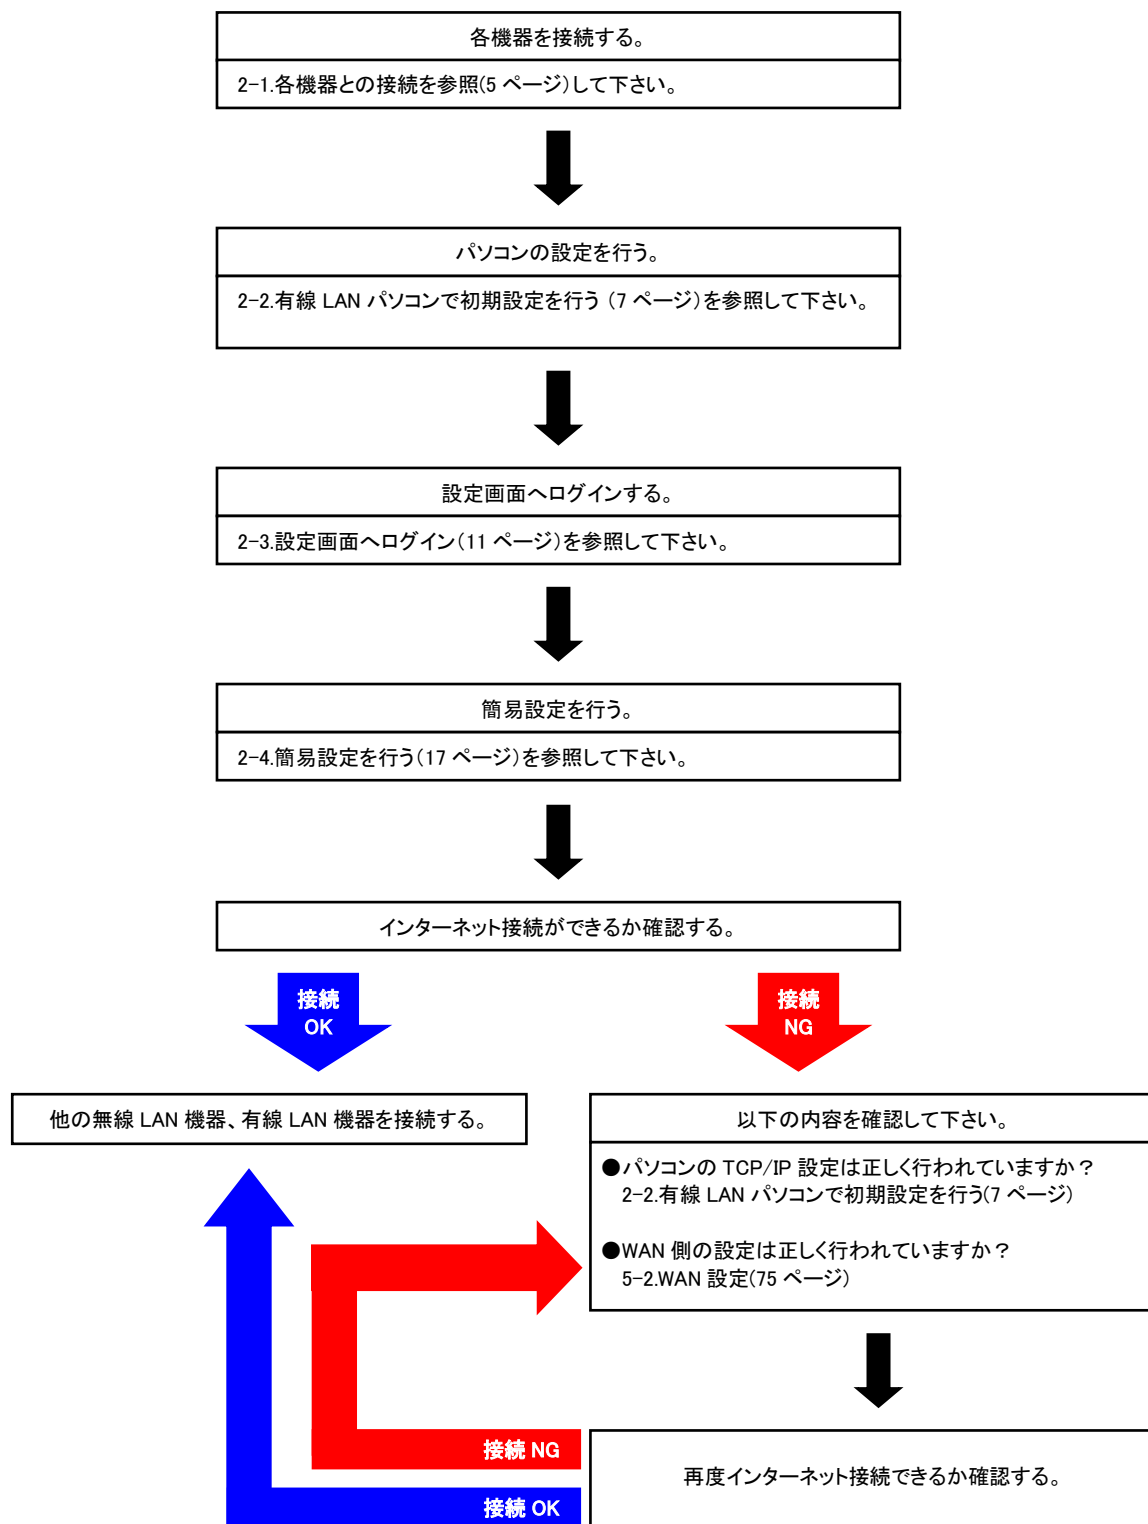 各機器を接続する。
2-1.各機器との接続を参照(5 ページ)して下さい。
パソコンの設定を行う。
2-2.有線 LAN パソコンで初期設定を行う (7 ページ)を参照して下さい。
設定画面へログインする。
2-3.設定画面へログイン(11 ページ)を参照して下さい。
簡易設定を行う。
2-4.簡易設定を行う(17 ページ)を参照して下さい。
インターネット接続ができるか確認する。
接続
OK
接続
NG
他の無線 LAN 機器、有線 LAN 機器を接続する。
以下の内容を確認して下さい。
●パソコンの TCP/IP 設定は正しく行われていますか？
2-2.有線 LAN パソコンで初期設定を行う(7 ページ)
●WAN 側の設定は正しく行われていますか？
5-2.WAN 設定(75 ページ)
接続 NG
再度インターネット接続できるか確認する。
接続 OK